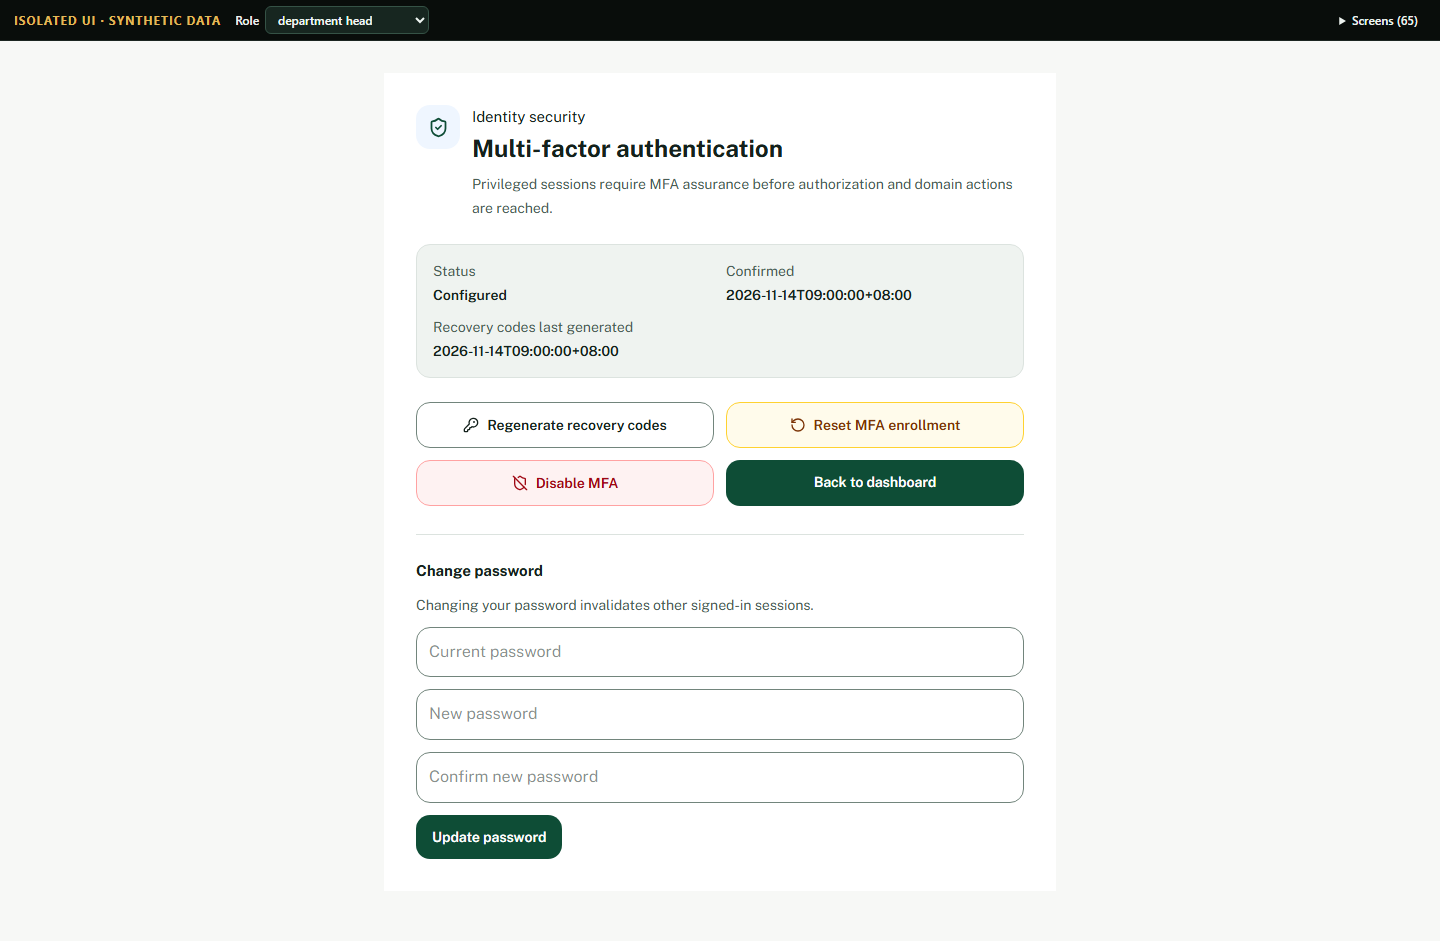 ISOLATED UI · SYNTHETIC DATA Role department head Screens (65)
Identity security
Multi-factor authentication
Privileged sessions require MFA assurance before authorization and domain actions
are reached.
Status Confirmed
Configured 2026-11-14T09:00:00+08:00
Recovery codes last generated
2026-11-14T09:00:00+08:00
Regenerate recovery codes Reset MFA enrollment
Disable MFA Back to dashboard
Change password
Changing your password invalidates other signed-in sessions.
Current password
New password
Confirm new password
Update password